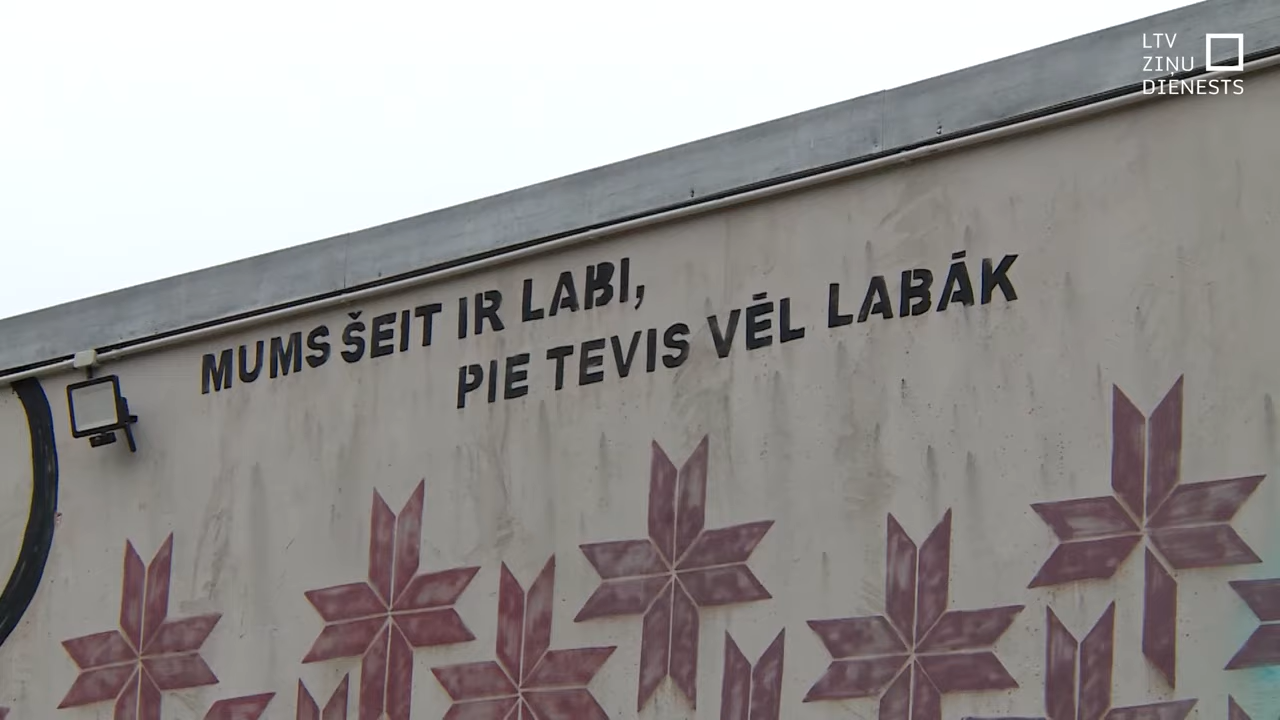 LTV
ZIŅU
DIENESTS
MUMS ŠEIT IR LABI,
PIE TEVIS VĒL LABĀK